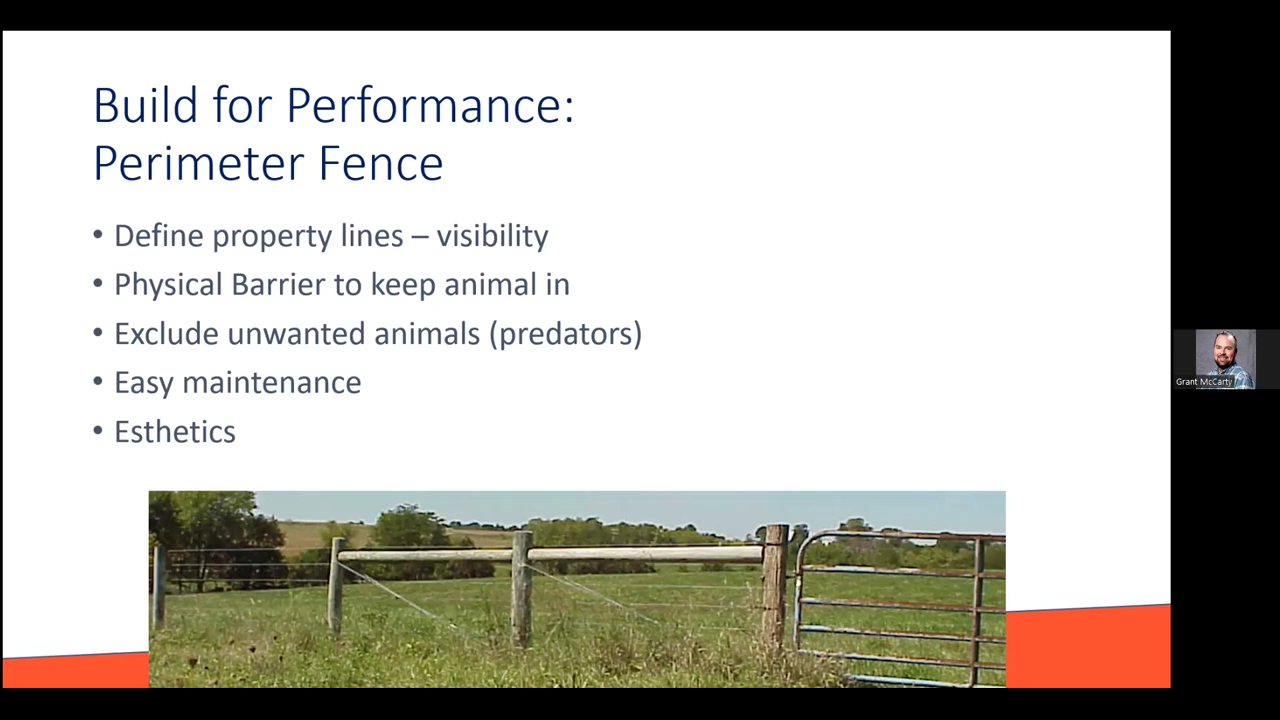 Build for Performance:
Perimeter Fence
• Define property lines – visibility
• Physical Barrier to keep animal in
• Exclude unwanted animals (predators)
• Easy maintenance
• Esthetics
Grant McCarty